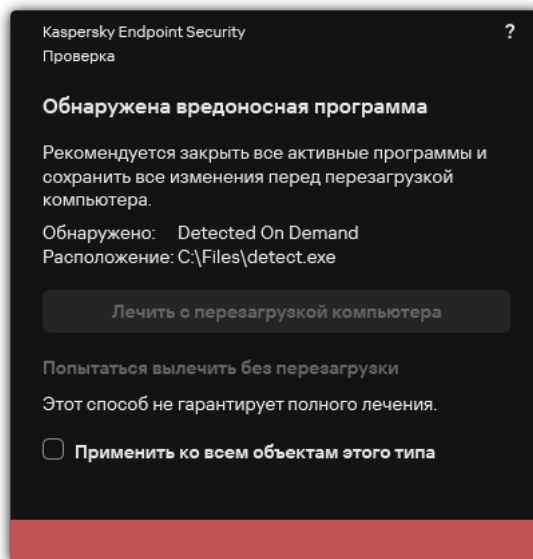 Kaspersky Endpoint Security
?
Проверка
Обнаружена вредоносная программа
Рекомендуется закрыть все активные программы и
сохранить все изменения перед перезагрузкой
компьютера.
Обнаружено: Detected On Demand
Расположение: C:\Files\detect.exe
Лечить с перезагрузкой компьютера
Попытаться вылечить без перезагрузки
Этот способ не гарантирует полного лечения.
Применить ко всем объектам этого типа